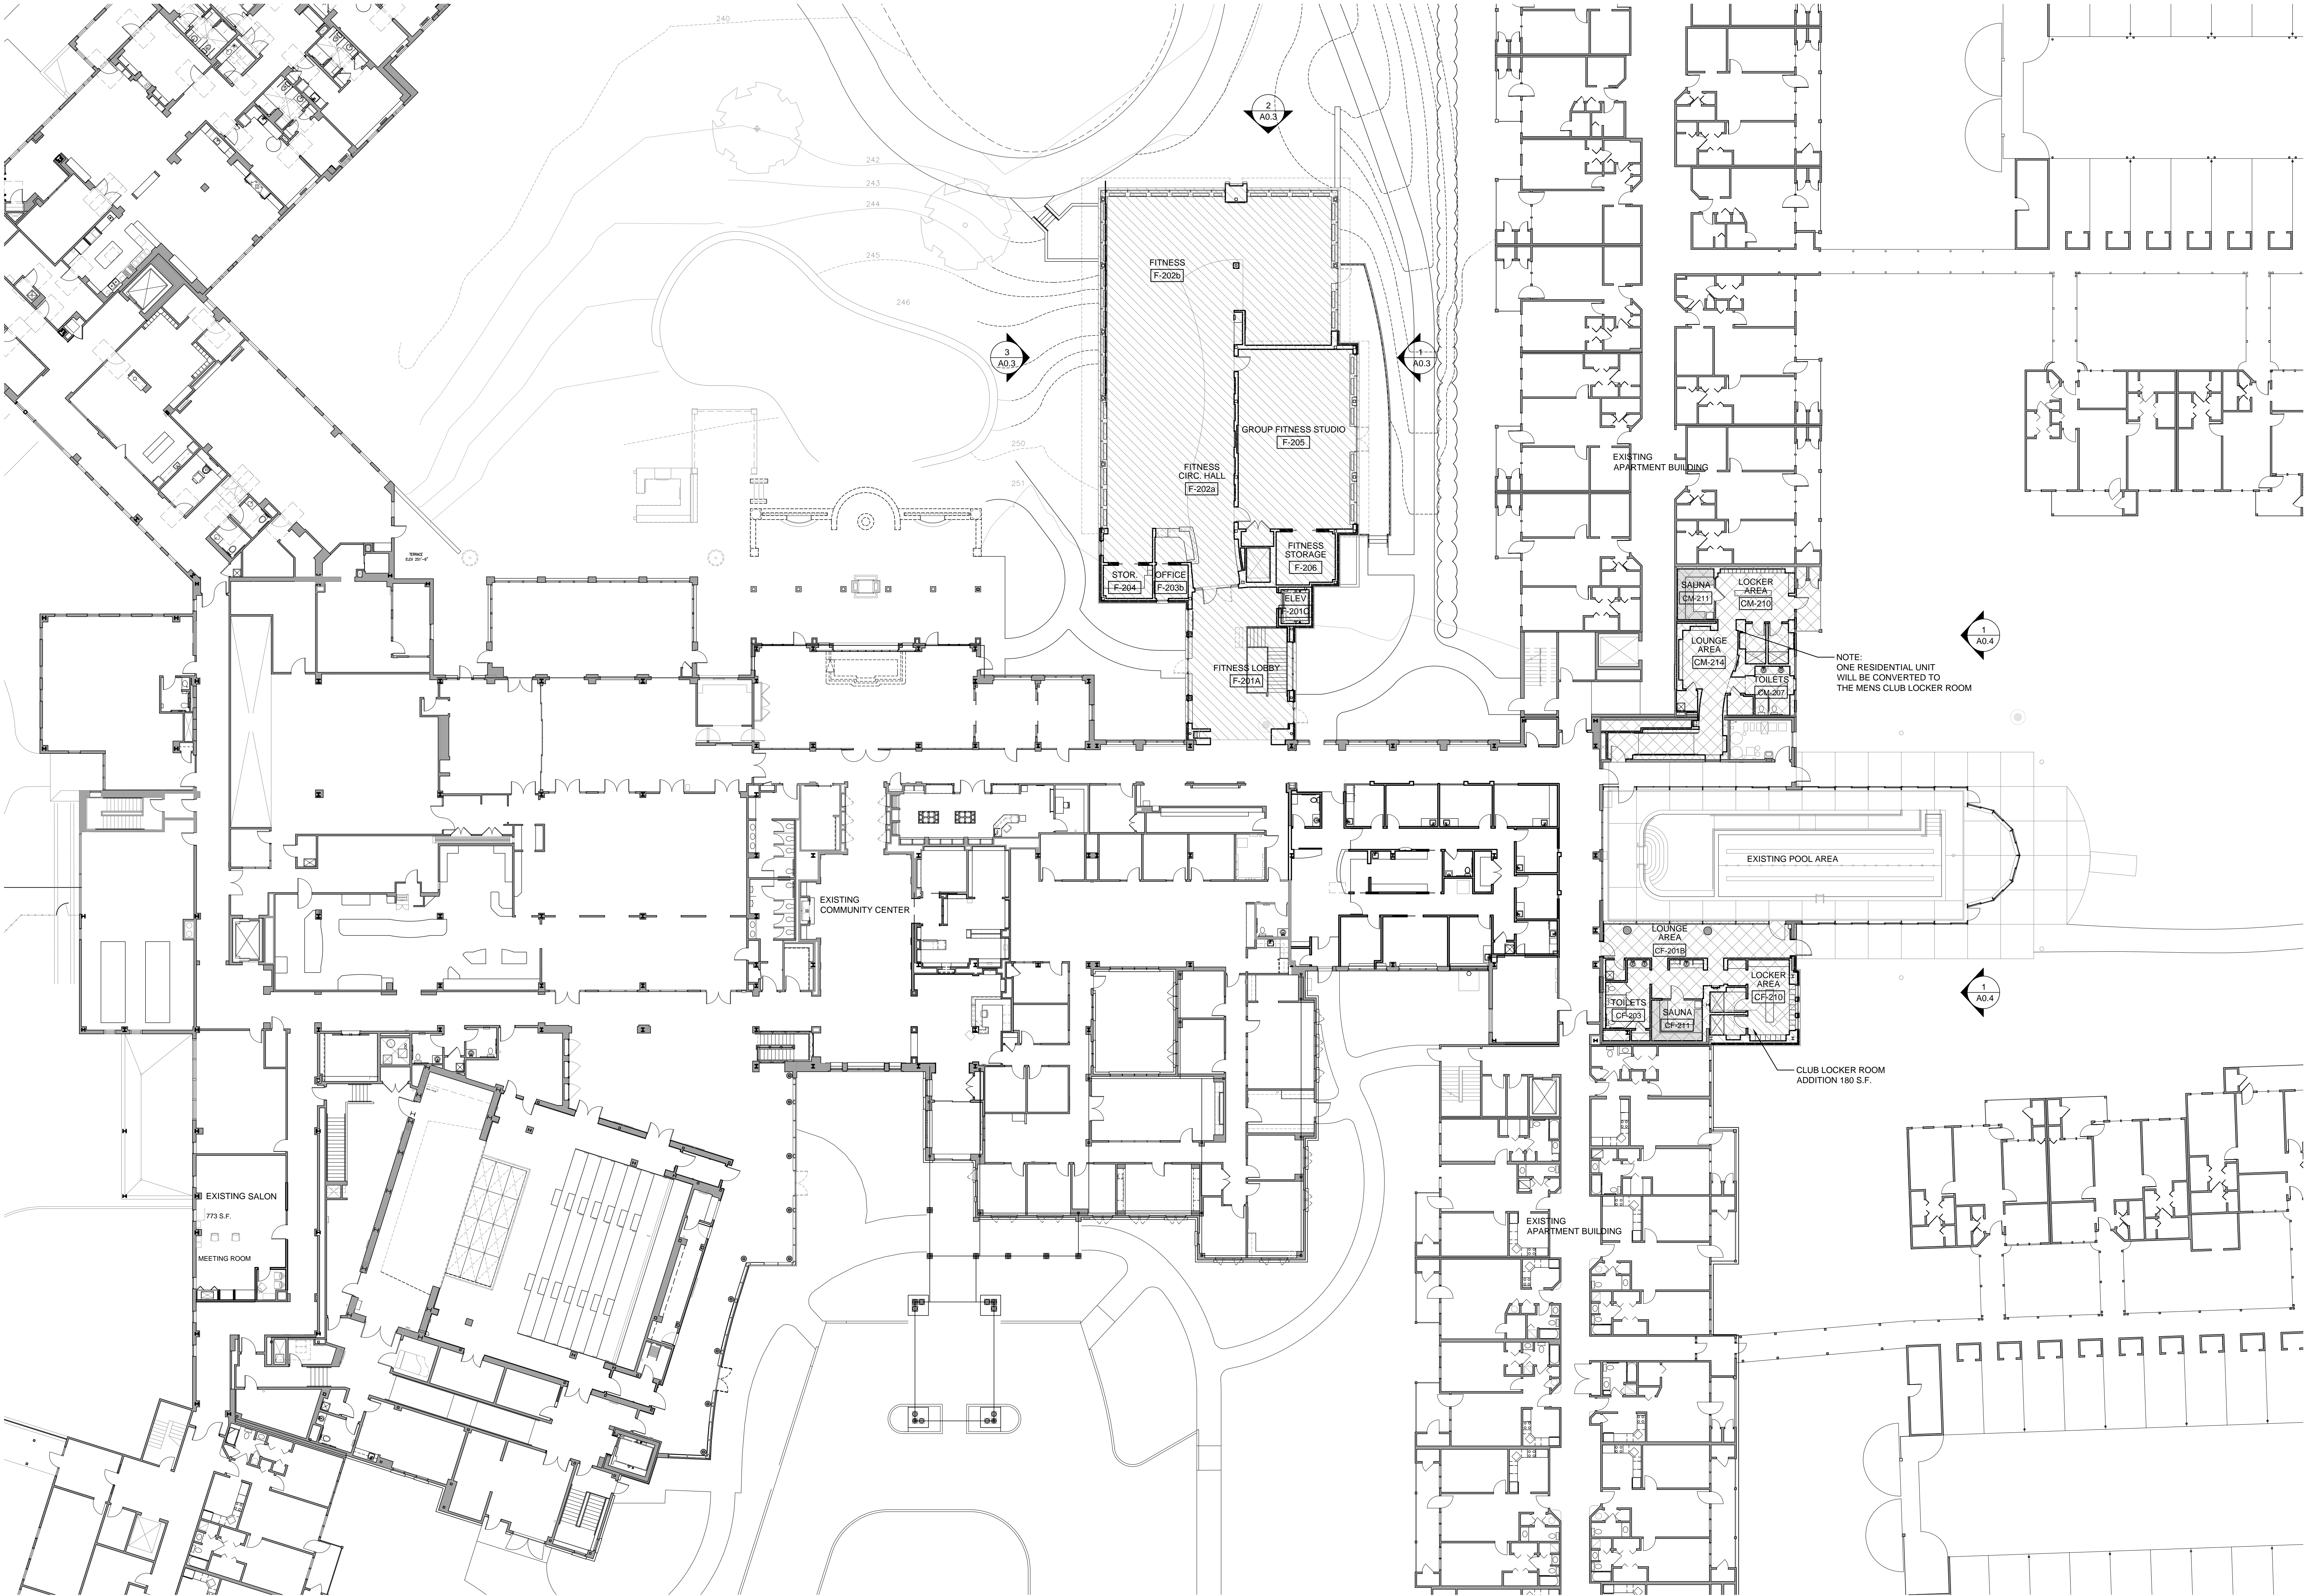 240
2
A0.3
242
243
244
245
246
FITNESS
F-202b
3
A0.3
1
A0.3
GROUP FITNESS STUDIO
F-205
250
251
FITNESS
CIRC. HALL
F-202a
EXISTING
APARTMENT BUILDING
TERRACE
ELEV 251'-6"
FITNESS
STORAGE
F-206
STOR.
F-204
OFFICE
F-203b
ELEV
F-201C
SAUNA
CM-211
LOCKER
AREA
CM-210
LOUNGE
AREA
CM-214
1
A0.4
FITNESS LOBBY
F-201A
TOILETS
CM-207
NOTE:
ONE RESIDENTIAL UNIT
WILL BE CONVERTED TO
THE MENS CLUB LOCKER ROOM
EXISTING POOL AREA
EXISTING
COMMUNITY CENTER
LOUNGE
AREA
CF-201B
LOCKER
AREA
CF-210
1
A0.4
TOILETS
CF-203
SAUNA
CF-211
CLUB LOCKER ROOM
ADDITION 180 S.F.
EXISTING SALON
773 S.F.
MEETING ROOM
EXISTING
APARTMENT BUILDING